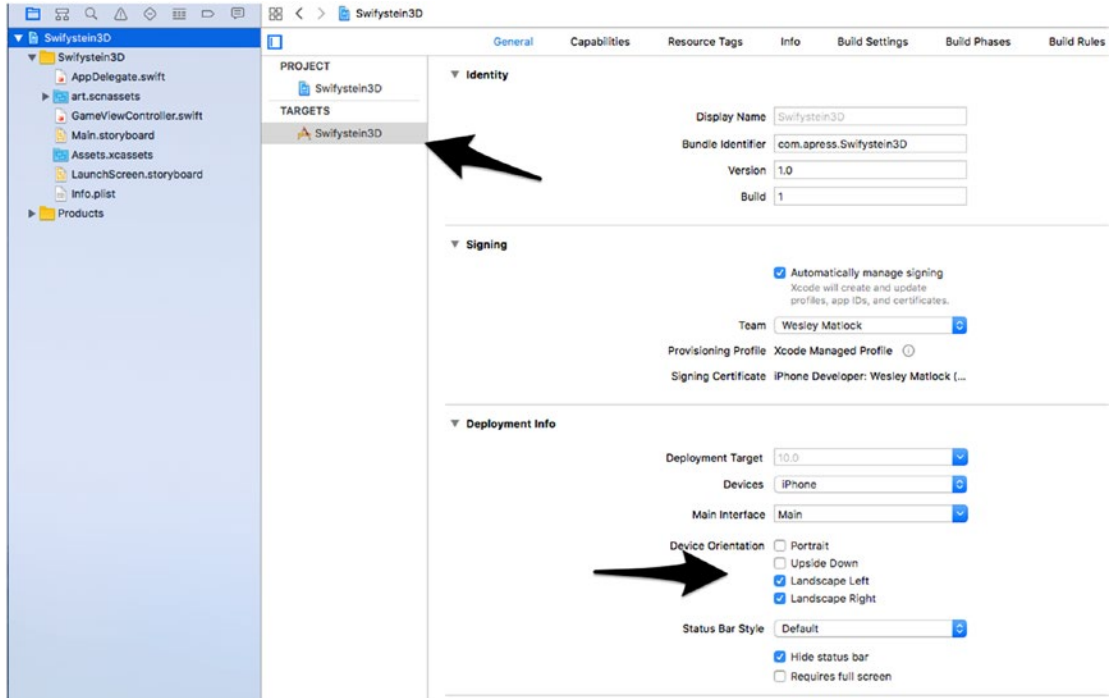 Swifystein3D
Swifystein3D
Swifystein3D
AppDelegate.swift
art.scnassets
GameViewController.swift
Main.storyboard
Assets.xcassets
LaunchScreen.storyboard
Info.plist
Products
General Capabilities Resource Tags Info Build Settings Build Phases Build Rules
PROJECT
Swifystein3D
TARGETS
Swifystein3D
Identity
Display Name Swifystein3D
Bundle Identifier com.apress.Swifystein3D
Version 1.0
Build 1
Signing
Automatically manage signing
Xcode will create and update
profiles, app IDs, and certificates.
Team Wesley Matlock
Provisioning Profile Xcode Managed Profile
Signing Certificate iPhone Developer: Wesley Matlock (...
Deployment Info
Deployment Target 10.0
Devices iPhone
Main Interface Main
Device Orientation Portrait
Upside Down
Landscape Left
Landscape Right
Status Bar Style Default
Hide status bar
Requires full screen